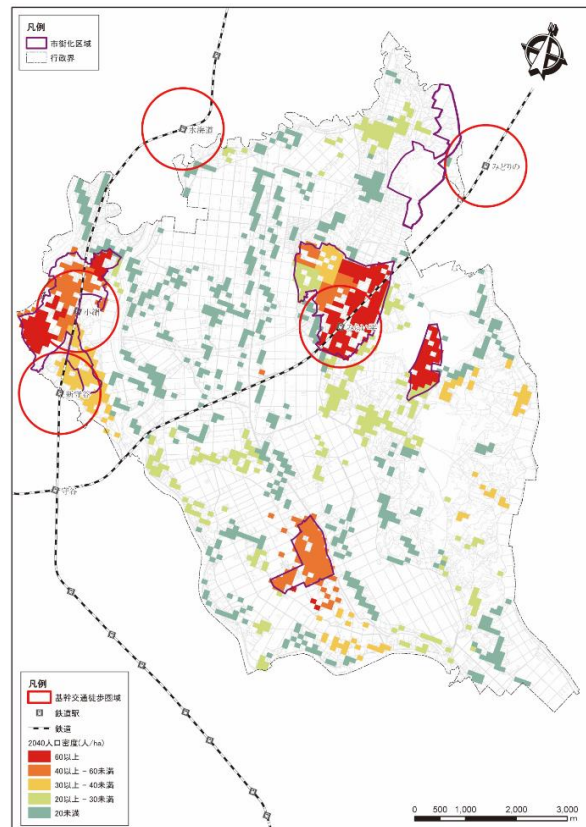 凡例
市街化区域
行政界
水海道
みどりの
小絹
新守谷
守谷
凡例
基幹交通徒歩圏域
鉄道駅
鉄道
2040人口密度(人/ha)
60以上
40以上 - 60未満
30以上 - 40未満
20以上 - 30未満
20未満
0 500 1,000 2,000 3,000
m